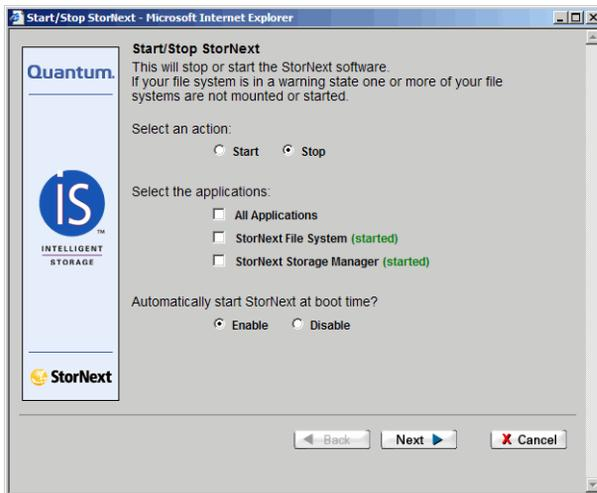 Start/Stop StorNext - Microsoft Internet Explorer
Quantum.
IS
TM
INTELLIGENT
STORAGE
StorNext
Start/Stop StorNext
This will stop or start the StorNext software.
If your file system is in a warning state one or more of your file
systems are not mounted or started.
Select an action:
Start Stop
Select the applications:
All Applications
StorNext File System (started)
StorNext Storage Manager (started)
Automatically start StorNext at boot time?
Enable Disable
Back Next X Cancel